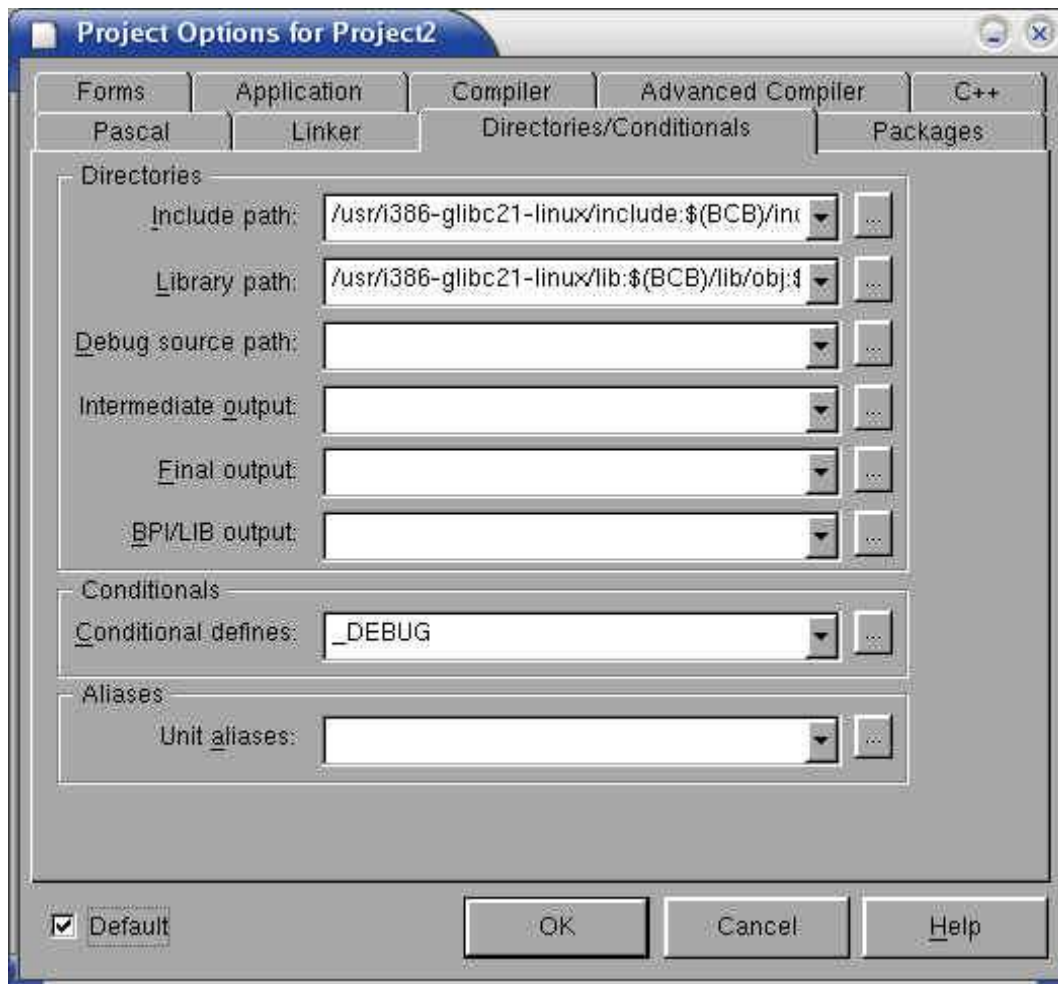 Project Options for Project2
Forms Application Compiler Advanced Compiler C++
Pascal Linker Directories/Conditionals Packages
Directories
Include path: /usr/i386-glibc21-linux/include:$(BCB)/inc ...
Library path: /usr/i386-glibc21-linux/lib:$(BCB)/lib/obj:$ ...
Debug source path: ...
Intermediate output: ...
Final output: ...
BPI/LIB output: ...
Conditionals
Conditional defines: _DEBUG ...
Aliases
Unit aliases: ...
Default OK Cancel Help